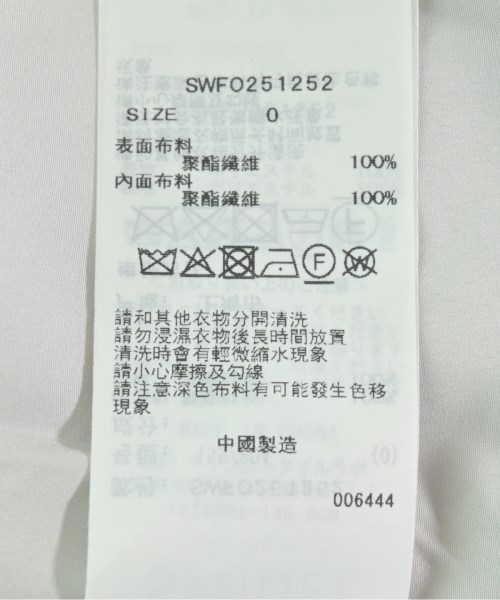 SWFO251252
SIZE 0
表面布料
聚酯纖維 100%
內面布料
聚酯纖維 100%
F W
請和其他衣物分開清洗
請勿浸濕衣物後長時間放置
清洗時會有輕微縮水現象
請小心摩擦及勾線
請注意深色布料有可能發生色移
現象
中國製造
006444